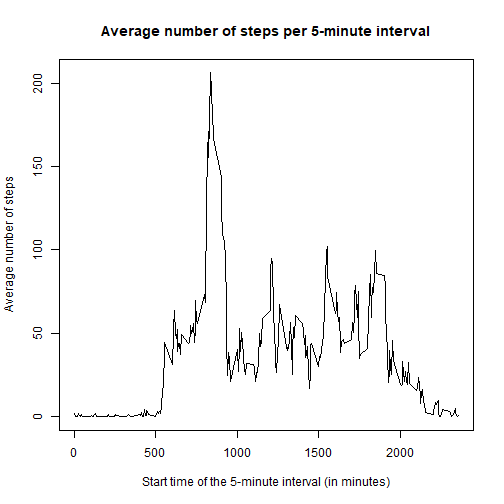 Average number of steps per 5-minute interval
Average number of steps
200
150
100
50
0
0 500 1000 1500 2000
Start time of the 5-minute interval (in minutes)